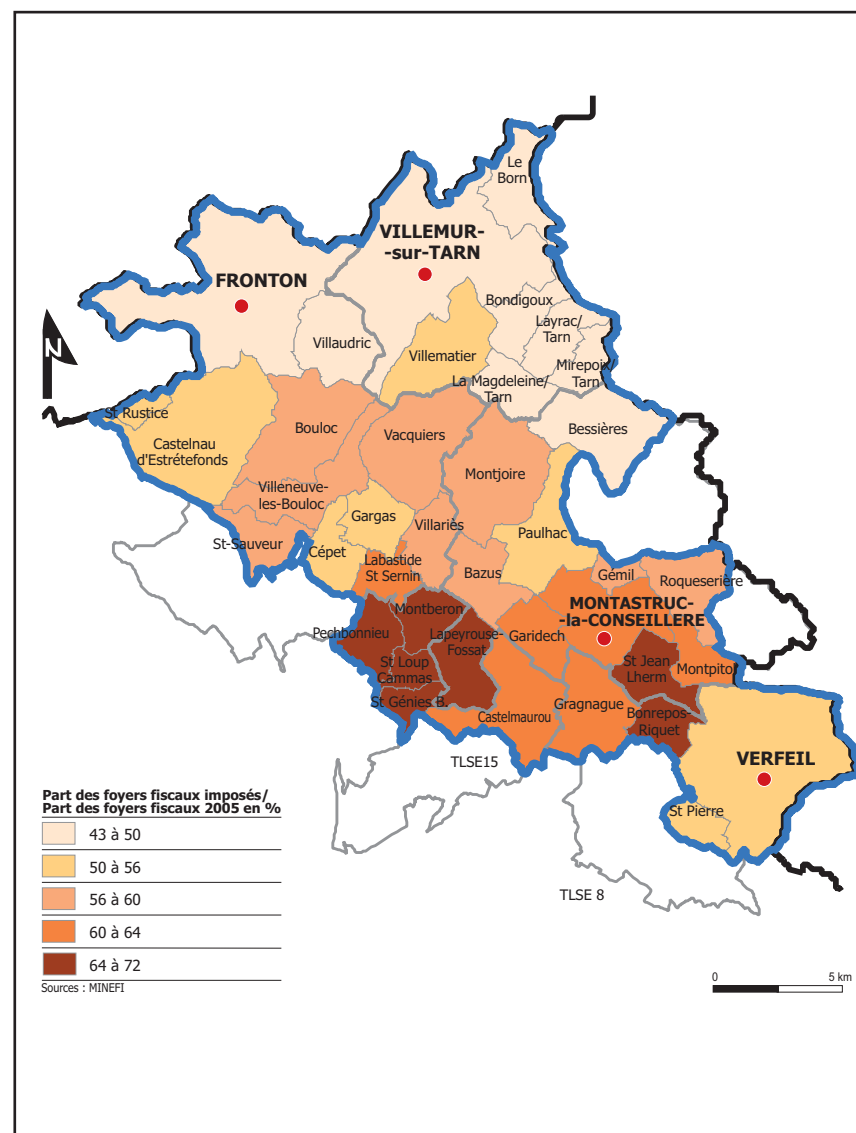 Le
Born
VILLEMUR-
-sur-TARN
FRONTON
Bondigoux
Layrac/
Tarn
Villaudric
Villematier
Mirepoix/
Tarn
La Magdeleine/
Tarn
N
St Rustice
Bessières
Bouloc
Vacquiers
Castelnau
d'Estrétefonds
Montjoire
Villeneuve-
les-Bouloc
Gargas
Villariès
Paulhac
St-Sauveur
Cépet
Labastide
St Sernin
Bazus
Gémil
Roqueserière
Montberon
MONTASTRUC-
-la-CONSEILLERE
Pechbonnieu
Lapeyrouse-
Fossat
Garidech
St Loup
Cammas
St Jean
Lherm
Montpitol
St Génies B.
Castelmaurou
Gragnague
Bonrepos-
Riquet
VERFEIL
TLSE15
St Pierre
TLSE 8
Part des foyers fiscaux imposés/
Part des foyers fiscaux 2005 en %
43 à 50
50 à 56
56 à 60
60 à 64
64 à 72
Sources : MINEFI
0 5 km